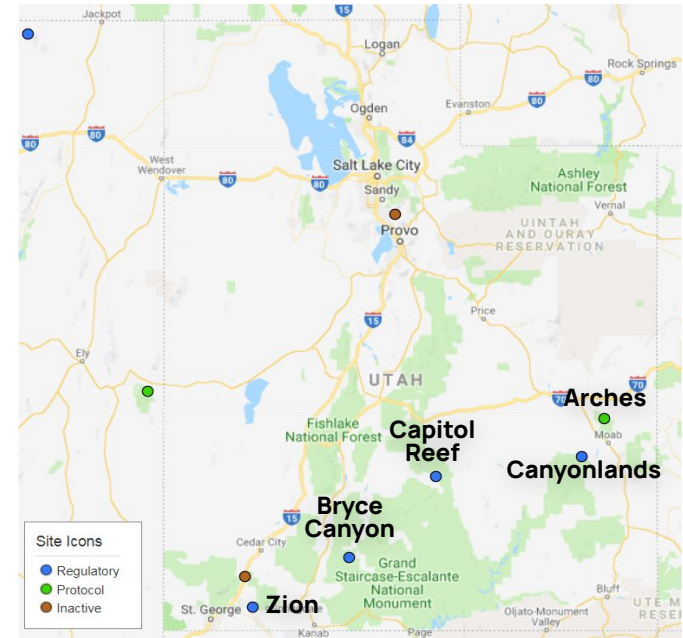 Jackpot
15
Logan
Rock Springs
80
Evanston
80
Ogden
84
80
80
West
Wendover
Salt Lake City
80
80
Sandy
Ashley
National Forest
Vernal
UINTAH
AND OURAY
RESERVATION
Provo
15
Price
Ely
UTAH
70
70
Arches
Fishlake
National Forest
Capitol
Reef
Moab
Canyonlands
Bryce
Canyon
15
Cedar City
Grand
Staircase-Escalante
National
Monument
Site Icons
Regulatory
Protocol
Inactive
St. George
Zion
Kanab
Page
Oljato-Monument
Valley
Bluff
UTE M
RESE